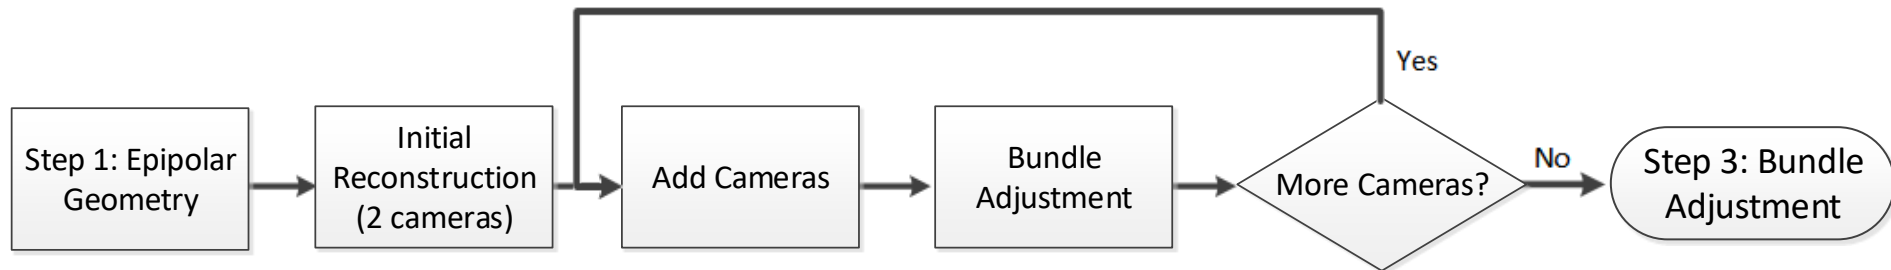 Step 1: Epipolar
Geometry
Initial
Reconstruction
(2 cameras)
Add Cameras
Bundle
Adjustment
More Cameras?
Yes
No
Step 3: Bundle
Adjustment